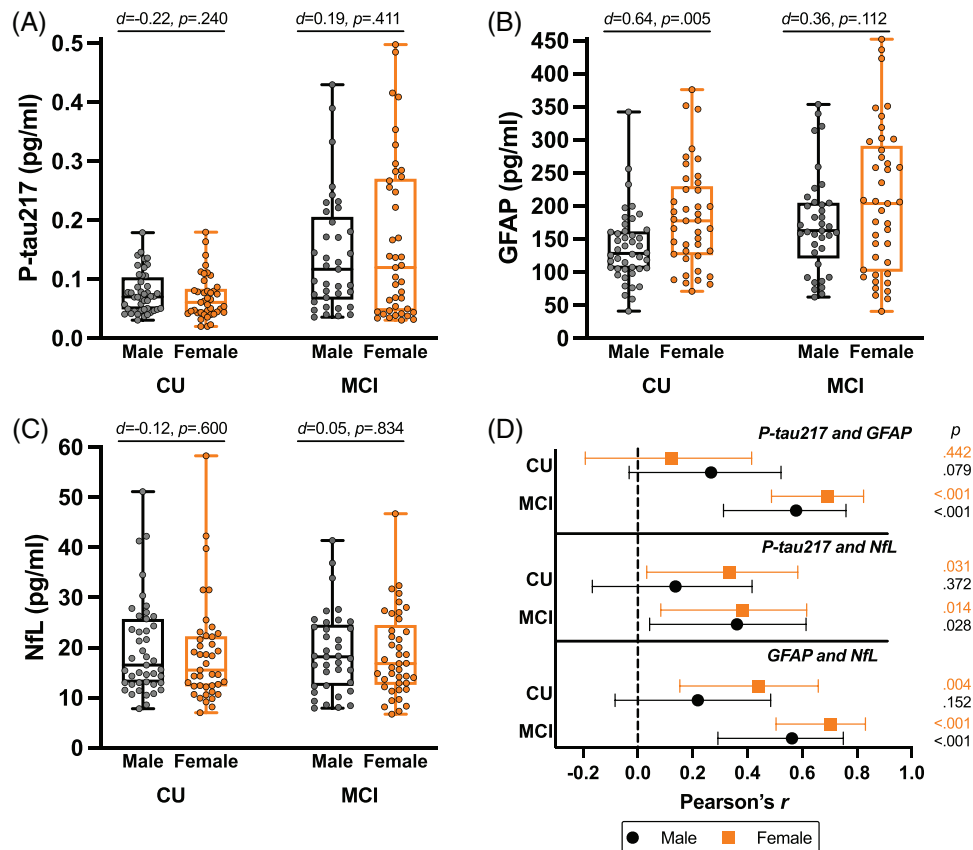 (A)
d=-0.22, p=.240
d=0.19, p=.411
P-tau217 (pg/ml)
0.5
0.4
0.3
0.2
0.1
0.0
Male Female
Male Female
CU
MCI
(B)
d=0.64, p=.005
d=0.36, p=.112
GFAP (pg/ml)
450
400
350
300
250
200
150
100
50
0
Male Female
Male Female
CU
MCI
(C)
d=-0.12, p=.600
d=0.05, p=.834
NfL (pg/ml)
60
50
40
30
20
10
0
Male Female
Male Female
CU
MCI
(D)
P-tau217 and GFAP
p
CU
.442
.079
MCI
<.001
<.001
P-tau217 and NfL
CU
.031
.372
MCI
.014
.028
GFAP and NfL
CU
.004
.152
MCI
<.001
<.001
-0.2 0.0 0.2 0.4 0.6 0.8 1.0
Pearson's r
Male Female